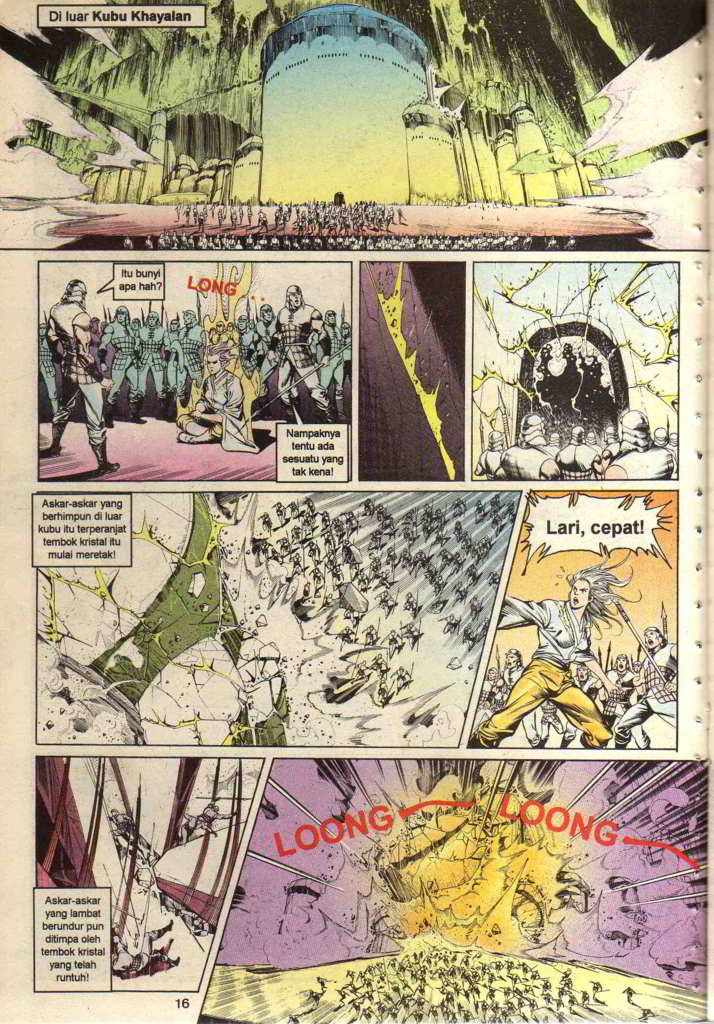 Di luar Kubu Khayalan
Itu bunyi
apa hah?
LONG . .
Nampaknya
tentu ada
sesuatu yang
tak kena!
Askar-askar yang
berhimpun di luar
kubu itu terperanjat
tembok kristal itu
mulai meretak!
Lari, cepat!
Askar-askar
yang lambat
berundur pun
ditimpa oleh
tembok kristal
yang telah
runtuh!
LOONG
LOONG
16